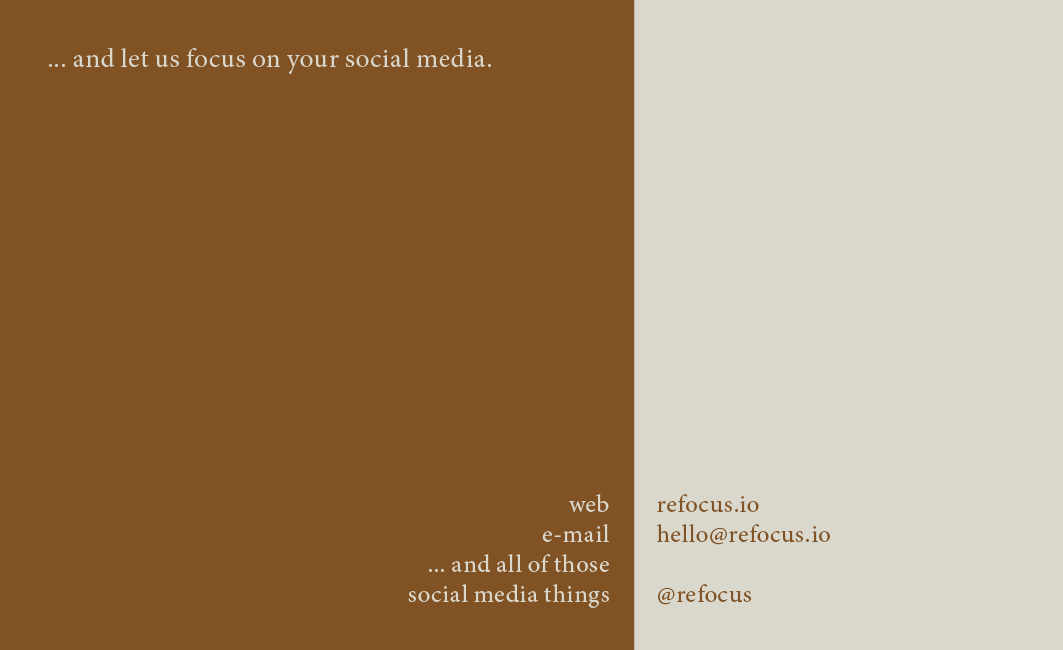 ... and let us focus on your social media.
web refocus.io
e-mail hello@refocus.io
... and all of those
social media things @refocus